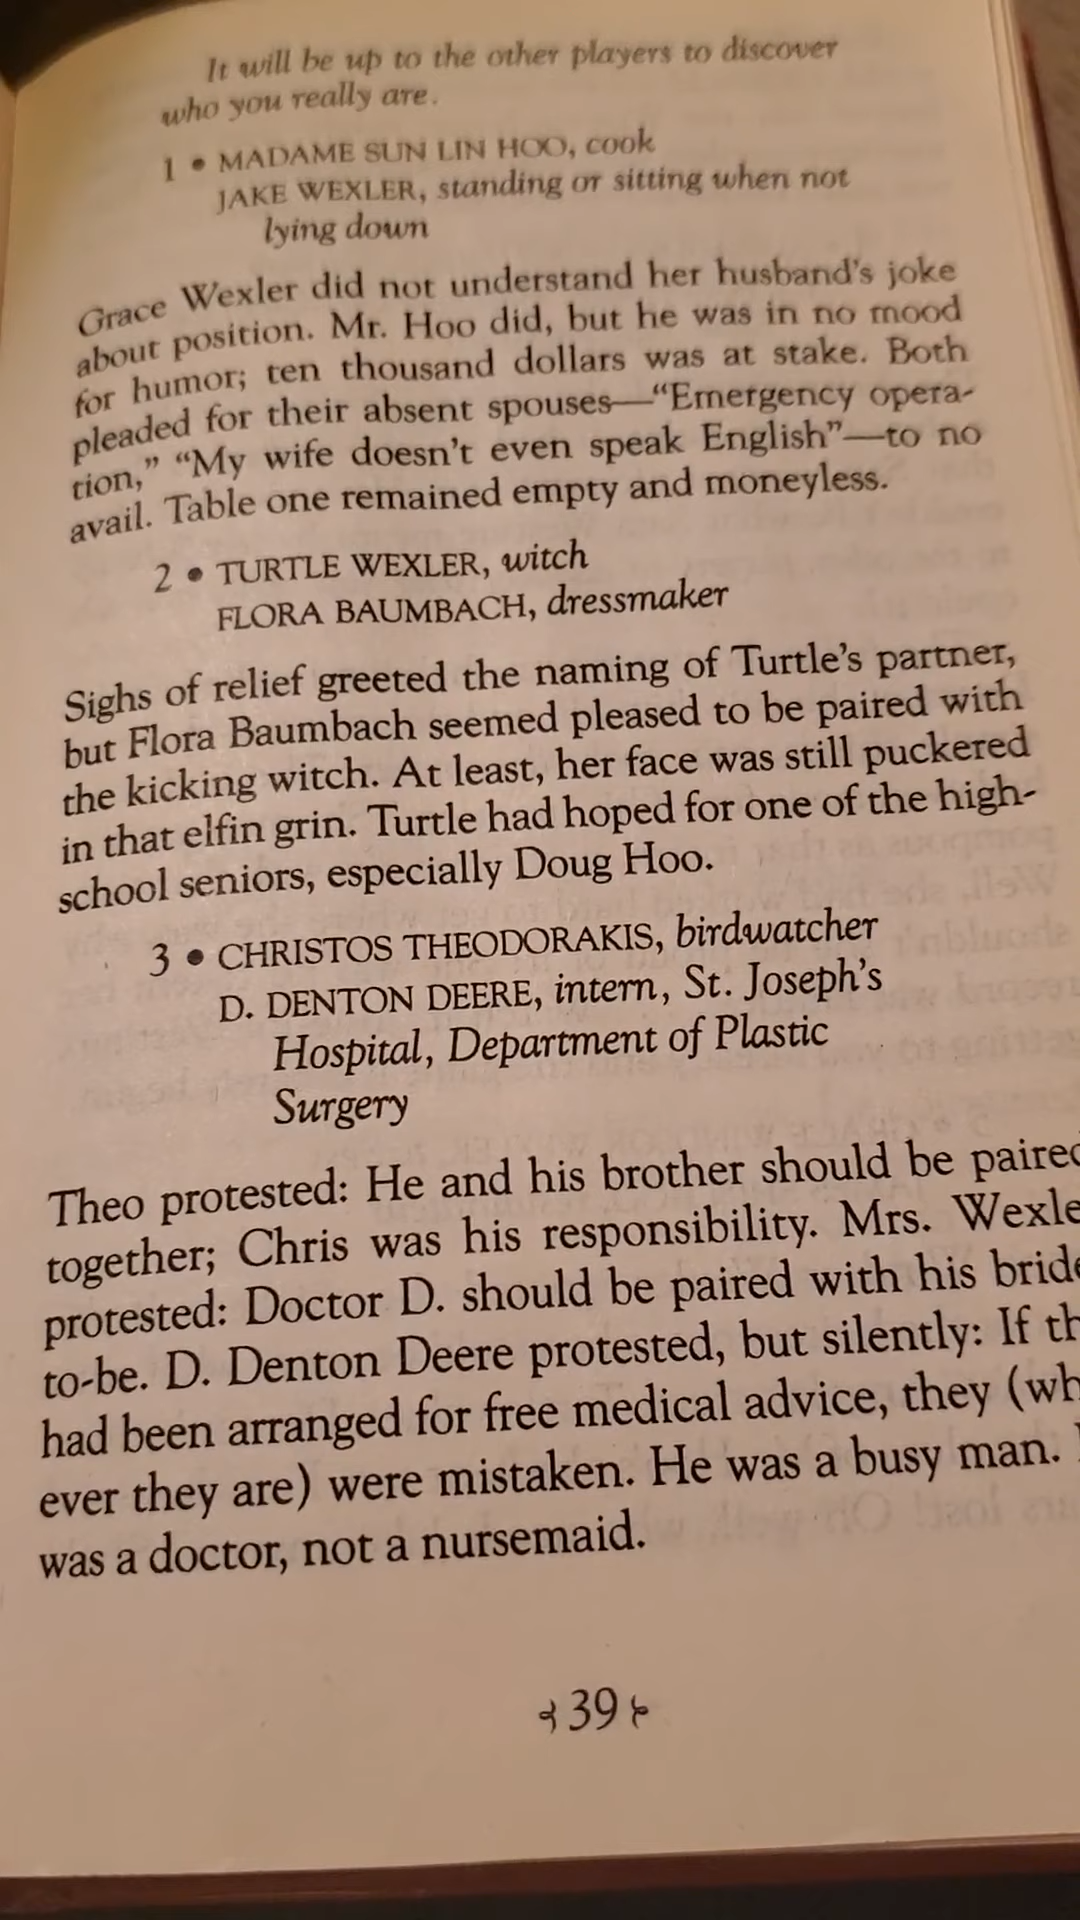 It will be up to the other players to discover
who you really are.
1 • MADAME SUN LIN HOO, cook
JAKE WEXLER, standing or sitting when not
lying down
Grace Wexler did not understand her husband's joke
about position. Mr. Hoo did, but he was in no mood
for humor; ten thousand dollars was at stake. Both
pleaded for their absent spouses—“Emergency opera-
tion,” “My wife doesn't even speak English”—to no
avail. Table one remained empty and moneyless.
2 • TURTLE WEXLER, witch
FLORA BAUMBACH, dressmaker
Sighs of relief greeted the naming of Turtle's partner,
but Flora Baumbach seemed pleased to be paired with
the kicking witch. At least, her face was still puckered
in that elfin grin. Turtle had hoped for one of the high-
school seniors, especially Doug Hoo.
3 • CHRISTOS THEODORAKIS, birdwatcher
D. DENTON DEERE, intern, St. Joseph's
Hospital, Department of Plastic
Surgery
Theo protested: He and his brother should be paired
together; Chris was his responsibility. Mrs. Wexle
protested: Doctor D. should be paired with his bride
to-be. D. Denton Deere protested, but silently: If th
had been arranged for free medical advice, they (wh
ever they are) were mistaken. He was a busy man.
was a doctor, not a nursemaid.
39